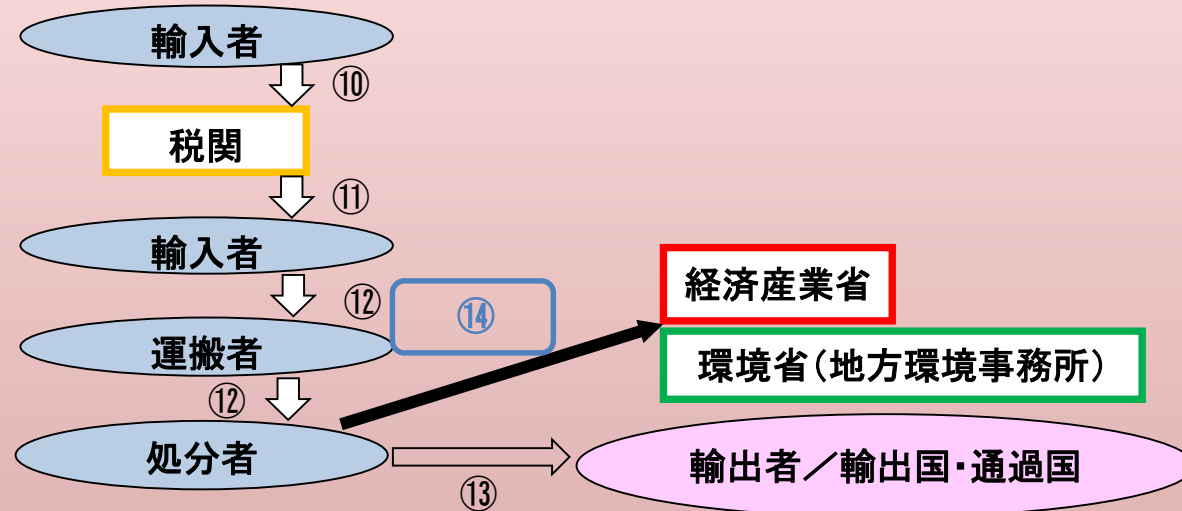 輸入者
⑩
税関
⑪
輸入者
⑫
⑭
経済産業省
運搬者
環境省（地方環境事務所）
⑫
処分者
輸出者／輸出国・通過国
⑬